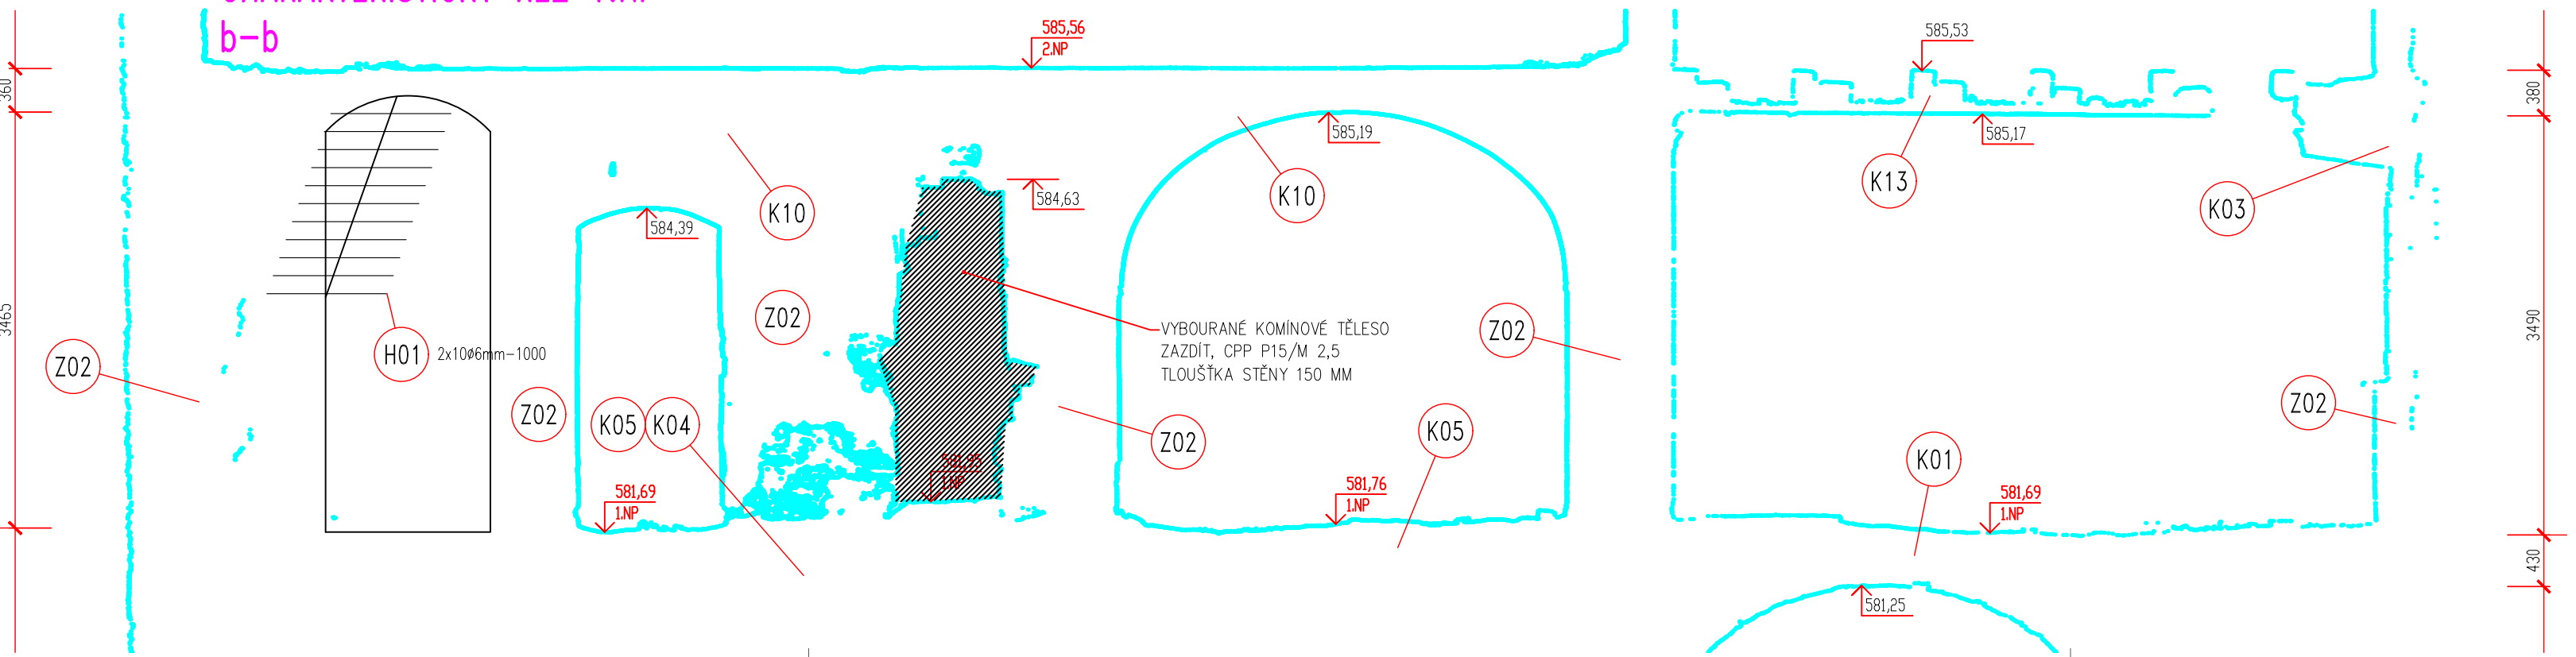 b-b
585,56
2.NP
585,53
360
380
585,19
585,17
K10
K10
K13
K03
584,63
584,39
Z02
Z02
VYBOURANÉ KOMÍNOVÉ TĚLESO
ZAZDÍT, CPP P15/M 2,5
TLOUŠŤKA STĚNY 150 MM
3465
3490
H01 2x10ø6mm-1000
Z02
Z02
K05 K04
Z02
K05
Z02
K01
1.NP
581,69
1.NP
581,76
1.NP
581,69
1.NP
430
581,25